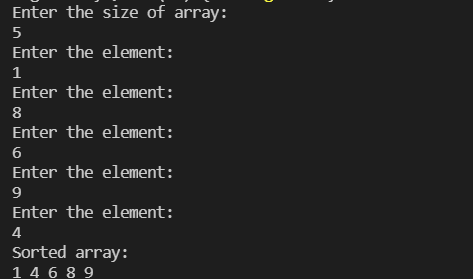 Enter the size of array:
5
Enter the element:
1
Enter the element:
8
Enter the element:
6
Enter the element:
9
Enter the element:
4
Sorted array:
1 4 6 8 9